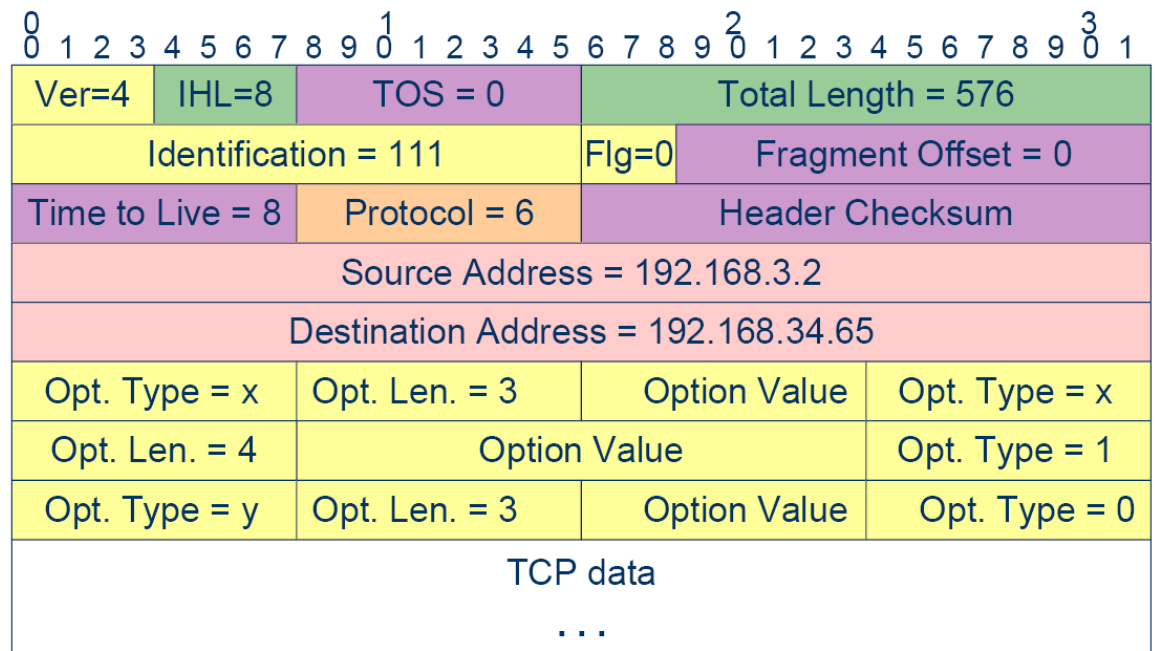 0 1 2 3
0 1 2 3 4 5 6 7 8 9 0 1 2 3 4 5 6 7 8 9 0 1 2 3 4 5 6 7 8 9 0 1
Ver=4 IHL=8 TOS = 0 Total Length = 576
Identification = 111 Flg=0 Fragment Offset = 0
Time to Live = 8 Protocol = 6 Header Checksum
Source Address = 192.168.3.2
Destination Address = 192.168.34.65
Opt. Type = x Opt. Len. = 3 Option Value Opt. Type = x
Opt. Len. = 4 Option Value Opt. Type = 1
Opt. Type = y Opt. Len. = 3 Option Value Opt. Type = 0
TCP data
. . .